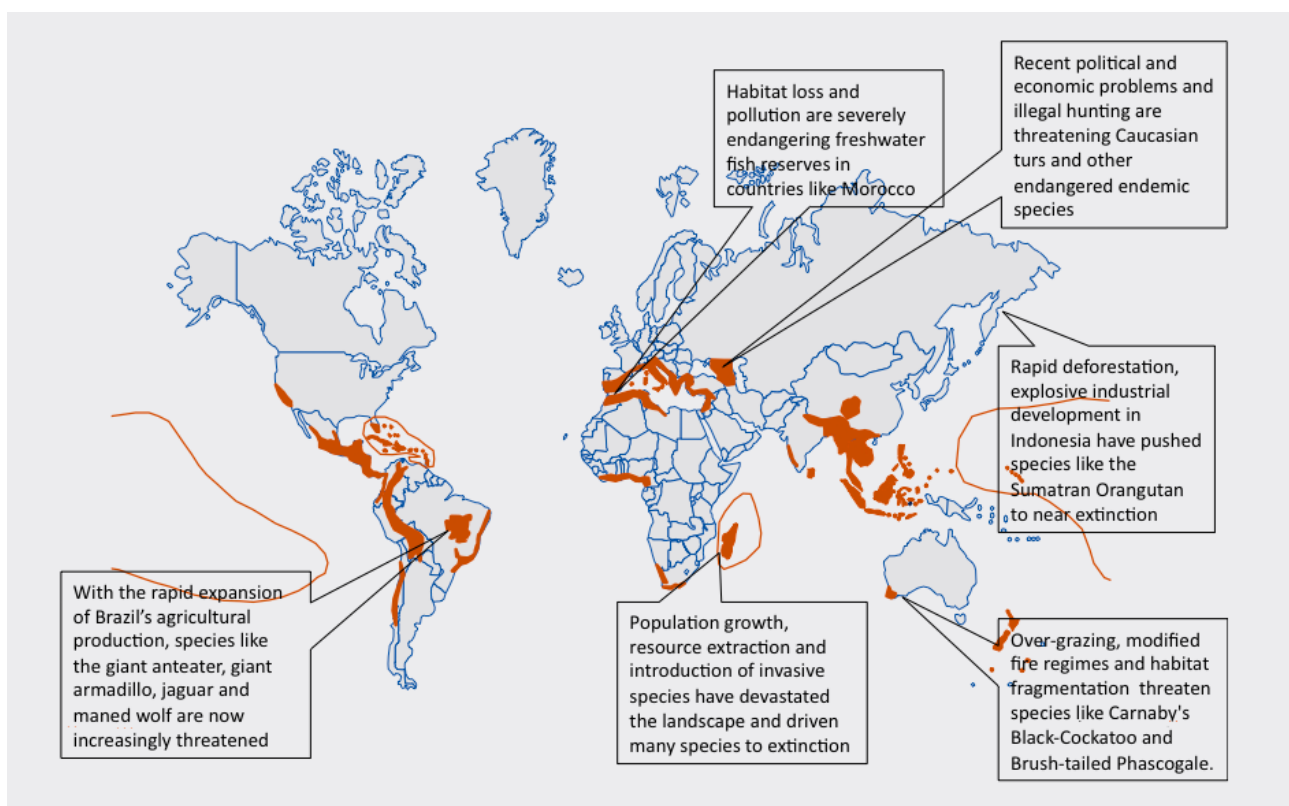 Habitat loss and
pollution are severely
endangering freshwater
fish reserves in
countries like Morocco
Recent political and
economic problems and
illegal hunting are
threatening Caucasian
turs and other
endangered endemic
species
Rapid deforestation,
explosive industrial
development in
Indonesia have pushed
species like the
Sumatran Orangutan
to near extinction
With the rapid expansion
of Brazil's agricultural
production, species like
the giant anteater, giant
armadillo, jaguar and
maned wolf are now
increasingly threatened
Population growth,
resource extraction and
introduction of invasive
species have devastated
the landscape and driven
many species to extinction
Over-grazing, modified
fire regimes and habitat
fragmentation threaten
species like Carnaby's
Black-Cockatoo and
Brush-tailed Phascogale.